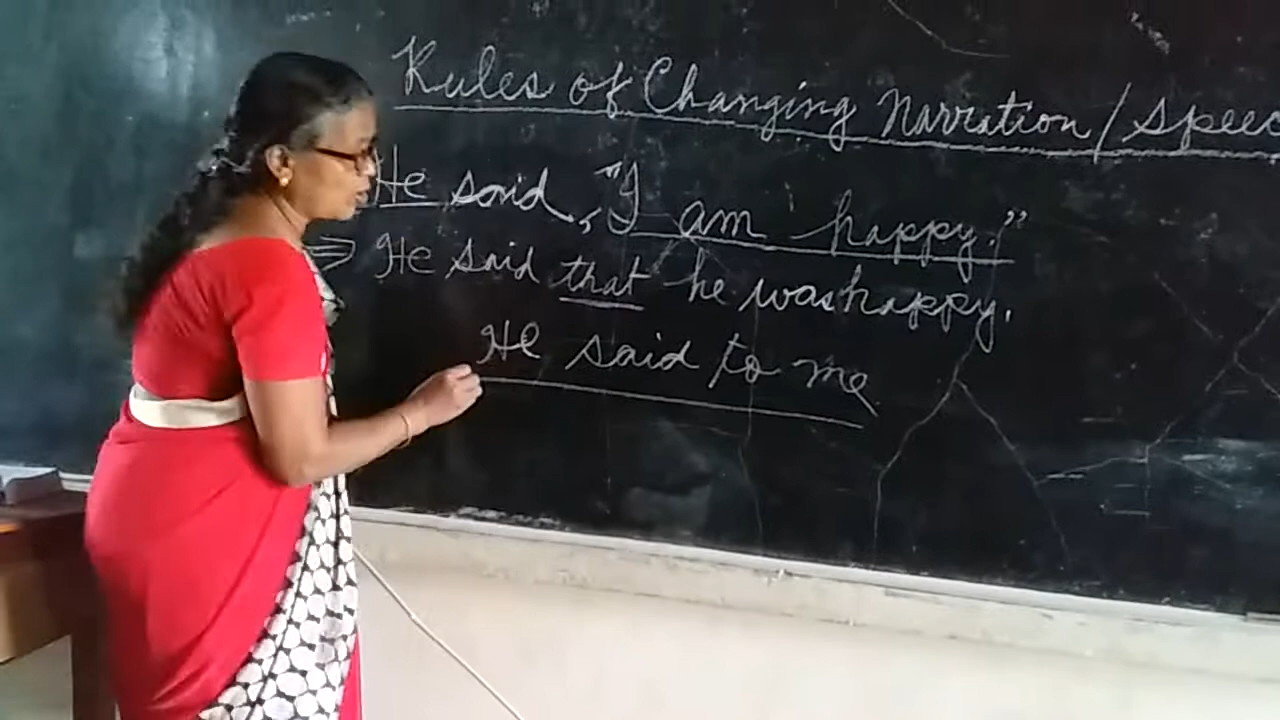 Rules of Changing Narration / Speec
He said, "I am happy."
⇒ He said that he was happy.
He said to me